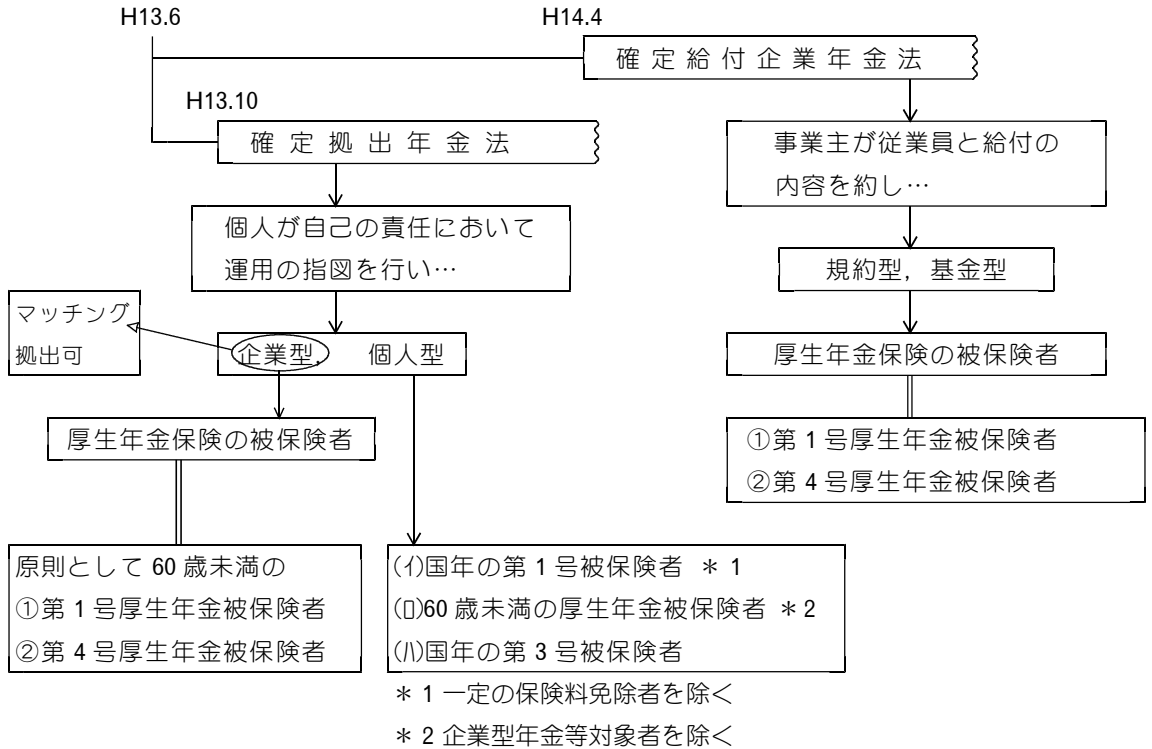 H13.6
H14.4
確定給付企業年金法
H13.10
確定拠出年金法
事業主が従業員と給付の
内容を約し…
個人が自己の責任において
運用の指図を行い…
規約型，基金型
マッチング
拠出可
企業型， 個人型
厚生年金保険の被保険者
厚生年金保険の被保険者
①第1号厚生年金被保険者
②第4号厚生年金被保険者
原則として60歳未満の
①第1号厚生年金被保険者
②第4号厚生年金被保険者
(ｲ)国年の第1号被保険者 ＊1
(ﾛ)60歳未満の厚生年金被保険者 ＊2
(ﾊ)国年の第3号被保険者
＊1 一定の保険料免除者を除く
＊2 企業型年金等対象者を除く